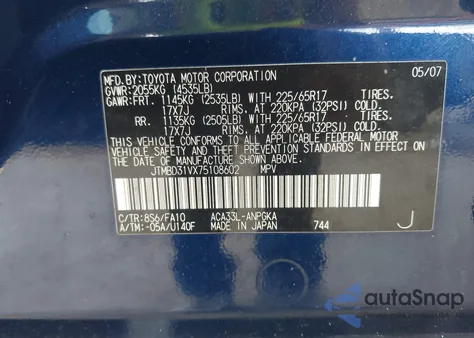 MFD.BY:TOYOTA MOTOR CORPORATION 05/07
GVWR:2055KG (4535LB)
GAWR:FRT. 1145KG (2535LB) WITH 225/65R17 TIRES,
17X7J RIMS, AT 220KPA (32PSI) COLD.
RR. 1135KG (2505LB) WITH 225/65R17 TIRES,
17X7J RIMS, AT 220KPA (32PSI) COLD.
THIS VEHICLE CONFORMS TO ALL APPLICABLE FEDERAL MOTOR
VEHICLE SAFETY AND THEFT PREVENTION STANDARDS IN EFFECT
ON THE DATE OF MANUFACTURE SHOWN ABOVE.
JTMBD31VX75108602 MPV
C/TR:8S6/FA10 ACA33L-ANPGKA
A/TM:-05A/U140F MADE IN JAPAN 744 J
autoSnap